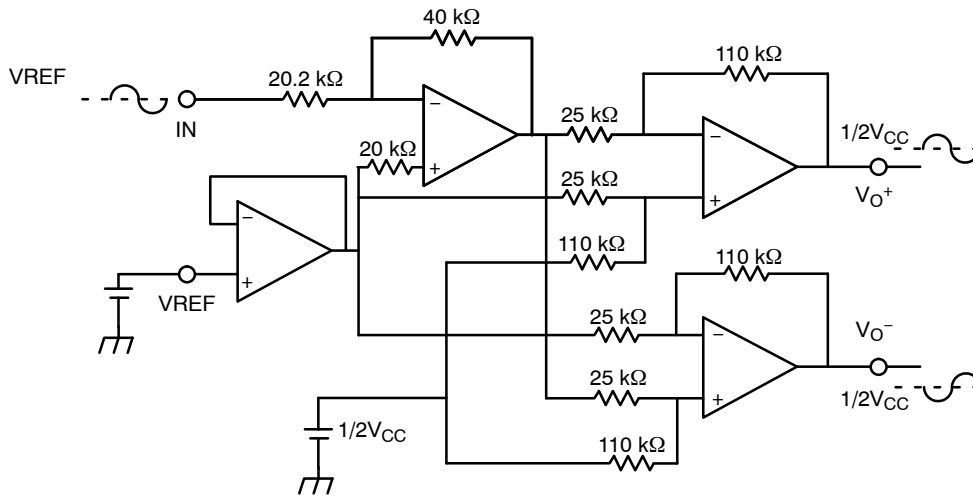 40 kΩ
110 kΩ
VREF
20.2 kΩ
IN
−
+
25 kΩ
−
+
1/2VCC
VO+
20 kΩ
25 kΩ
110 kΩ
−
+
VREF
110 kΩ
25 kΩ
−
+
VO−
1/2VCC
25 kΩ
1/2VCC
110 kΩ